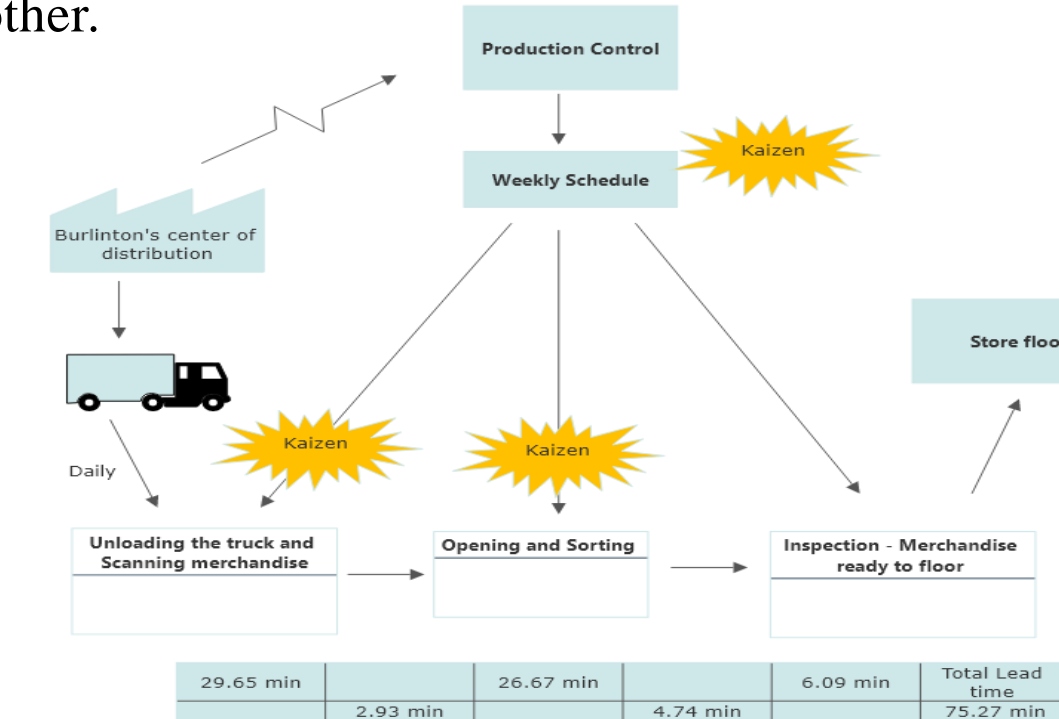 other.
Production Control
Kaizen
Weekly Schedule
Burlinton's center of
distribution
Store floo
Kaizen
Kaizen
Daily
Unloading the truck and
Scanning merchandise
Opening and Sorting
Inspection - Merchandise
ready to floor
29.65 min
26.67 min
6.09 min
Total Lead
time
2.93 min
4.74 min
75.27 min